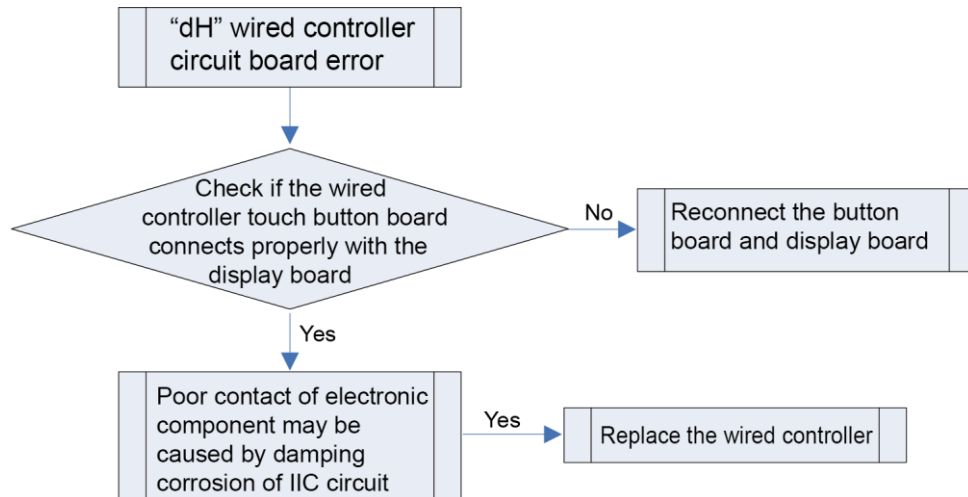 “dH” wired controller
circuit board error
Check if the wired
controller touch button board
connects properly with the
display board
No
Reconnect the button
board and display board
Yes
Poor contact of electronic
component may be
caused by damping
corrosion of IIC circuit
Yes
Replace the wired controller